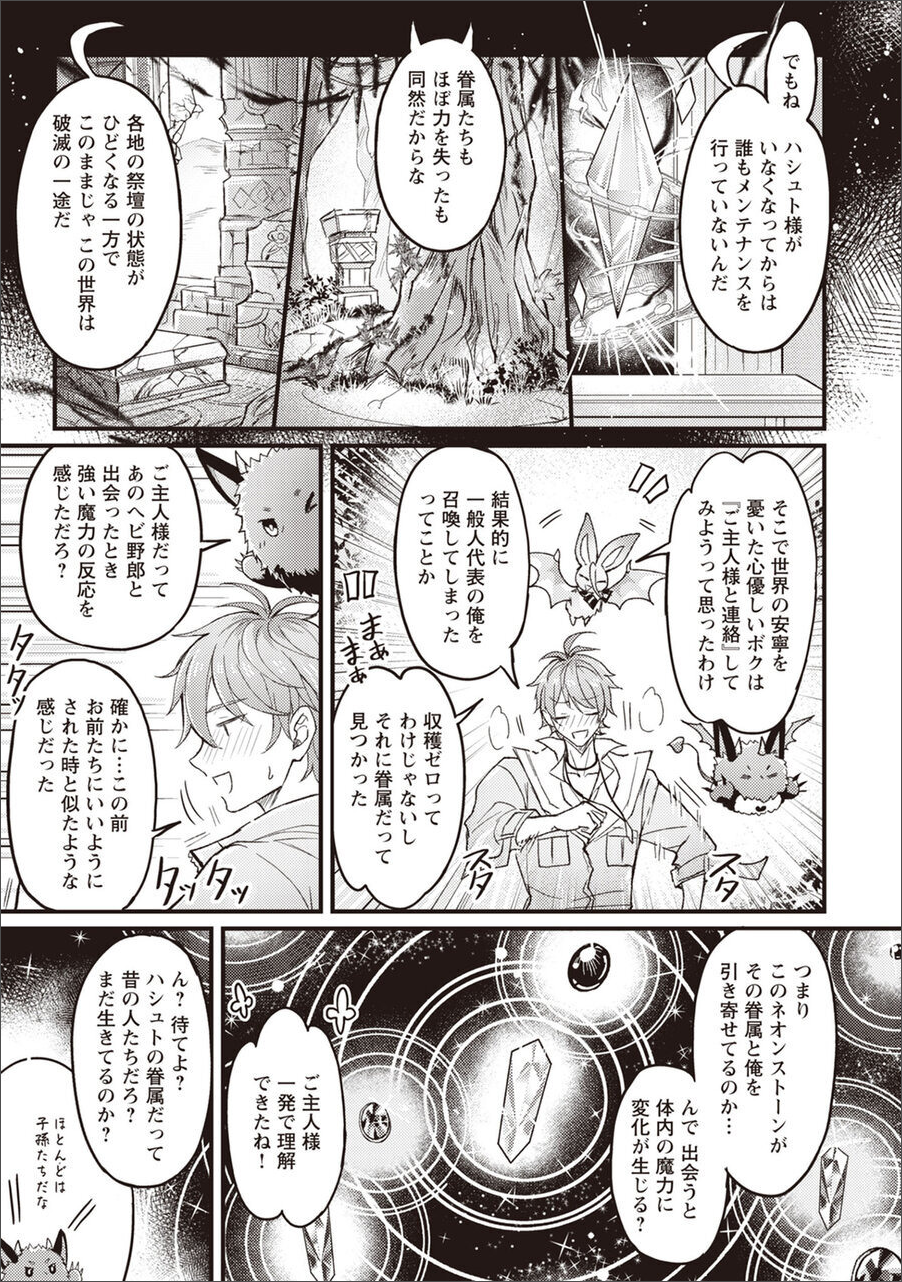 でもね
ハシュト様が
いなくなってからは
誰もメンテナンスを
行っていないんだ
眷属たちも
ほぼ力を失ったも
同然だからな
各地の祭壇の状態が
ひどくなる一方で
このままじゃ この世界は
破滅の一途だ
そこで世界の安寧を
憂いた心優しいボクは
『ご主人様と連絡』して
みようって思ったわけ
結果的に
一般人代表の俺を
召喚してしまった
ってことか
まぁ
まぁ
収穫ゼロって
わけじゃないし
それに眷属だって
見つかった
スタ
スタ
ご主人様だって
あのヘビ野郎と
出会ったとき
強い魔力の反応を
感じただろ?
確かに…この前
お前たちにいいように
された時と似たような
感じだった
タタッ
タタッ
つまり
このネオンストーンが
その眷属と俺を
引き寄せてるのか…
んで 出会うと
体内の魔力に
変化が生じる?
ご主人様
一発で理解
できたね!
ん?待てよ?
ハシュトの眷属だって
昔の人たちだろ?
まだ生きてるのか?
ほとんどは
子孫たちだな